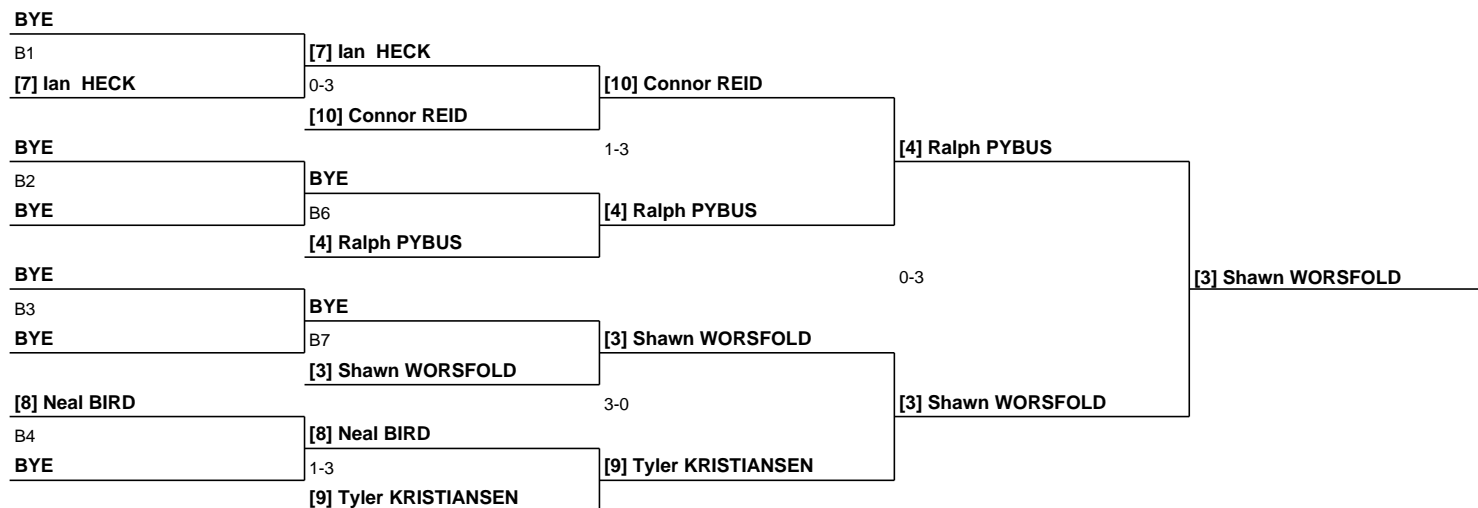 BYE
B1
[7] Ian HECK
[7] Ian HECK
0-3
[10] Connor REID
[10] Connor REID
1-3
[4] Ralph PYBUS
BYE
B2
BYE
BYE
B6
[4] Ralph PYBUS
[4] Ralph PYBUS
0-3
[3] Shawn WORSFOLD
BYE
B3
BYE
BYE
B7
[3] Shawn WORSFOLD
[3] Shawn WORSFOLD
3-0
[3] Shawn WORSFOLD
[8] Neal BIRD
B4
BYE
[8] Neal BIRD
1-3
[9] Tyler KRISTIANSEN
[9] Tyler KRISTIANSEN